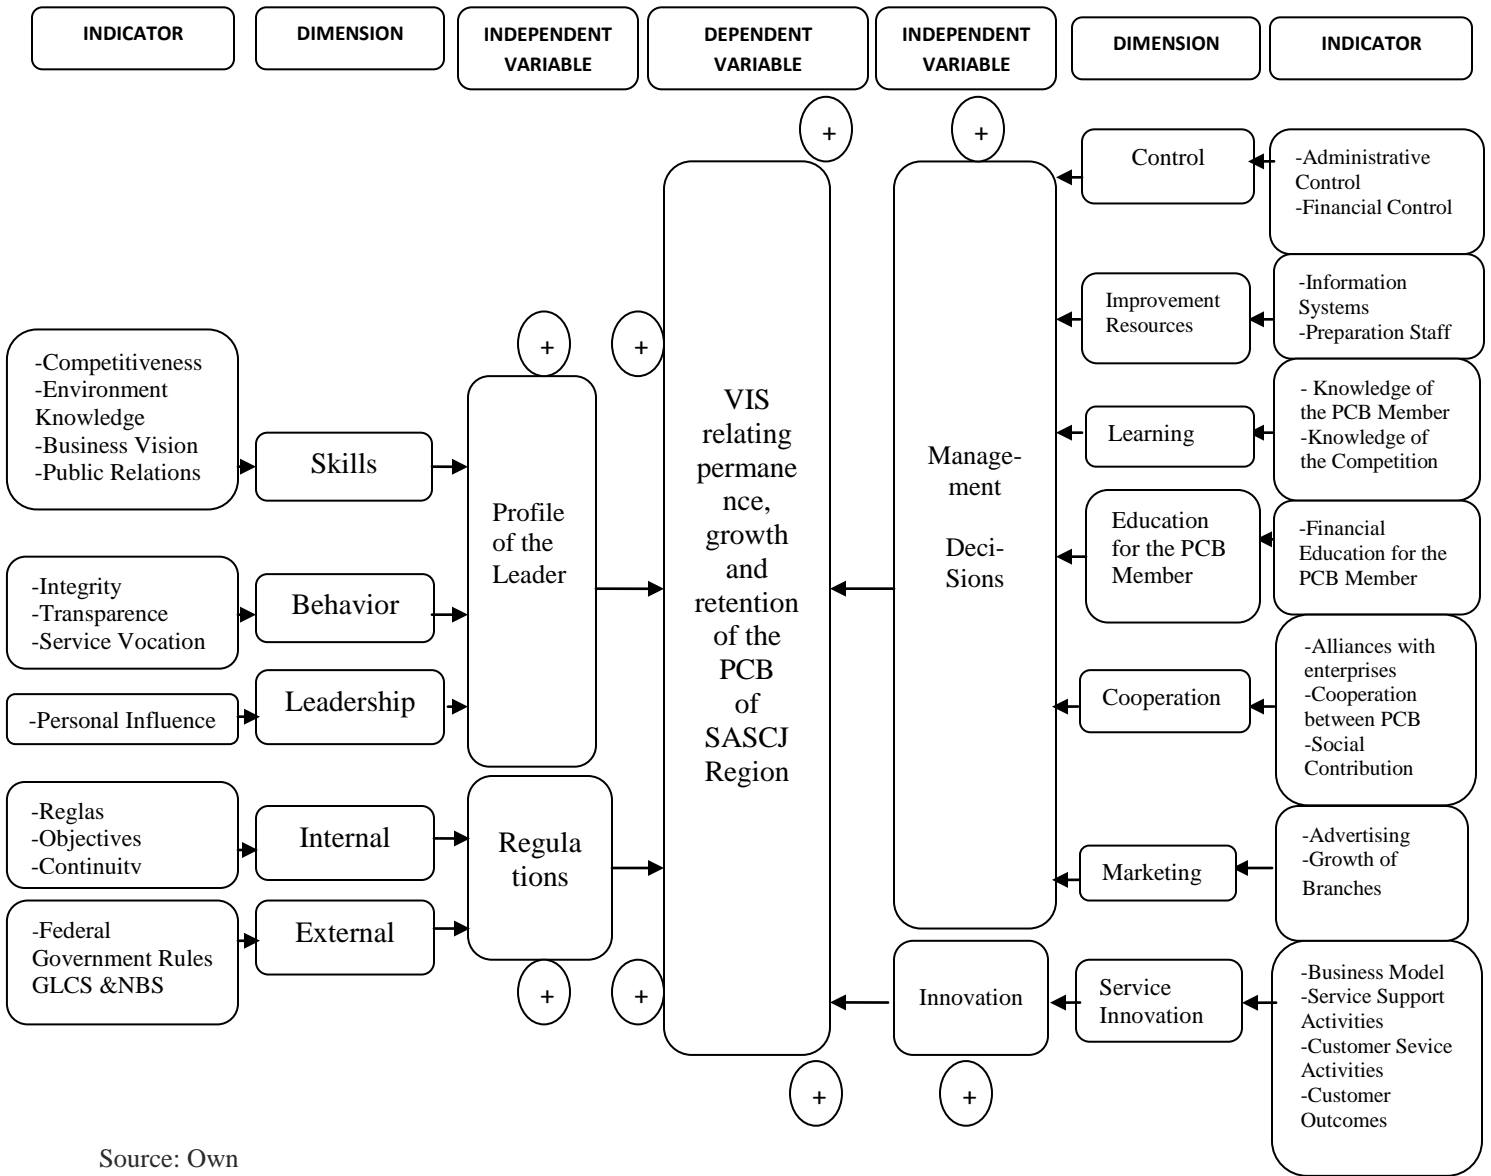 INDICATOR
DIMENSION
INDEPENDENT
VARIABLE
DEPENDENT
VARIABLE
INDEPENDENT
VARIABLE
DIMENSION
INDICATOR
+
+
+
+
-Competitiveness
-Environment
Knowledge
-Business Vision
-Public Relations
Skills
-Integrity
-Transparence
-Service Vocation
Behavior
-Personal Influence
Leadership
Profile
of the
Leader
-Reglas
-Objectives
-Continuity
Internal
-Federal
Government Rules
GLCS &NBS
External
Regula
tions
+
+
VIS
relating
permane
nce,
growth
and
retention
of the
PCB
of
SASCJ
Region
Manage-
ment
Deci-
Sions
Control
-Administrative
Control
-Financial Control
Improvement
Resources
-Information
Systems
-Preparation Staff
Learning
- Knowledge of
the PCB Member
-Knowledge of
the Competition
Education
for the PCB
Member
-Financial
Education for the
PCB Member
Cooperation
-Alliances with
enterprises
-Cooperation
between PCB
-Social
Contribution
Marketing
-Advertising
-Growth of
Branches
Innovation
Service
Innovation
-Business Model
-Service Support
Activities
-Customer Sevice
Activities
-Customer
Outcomes
+
+
Source: Own